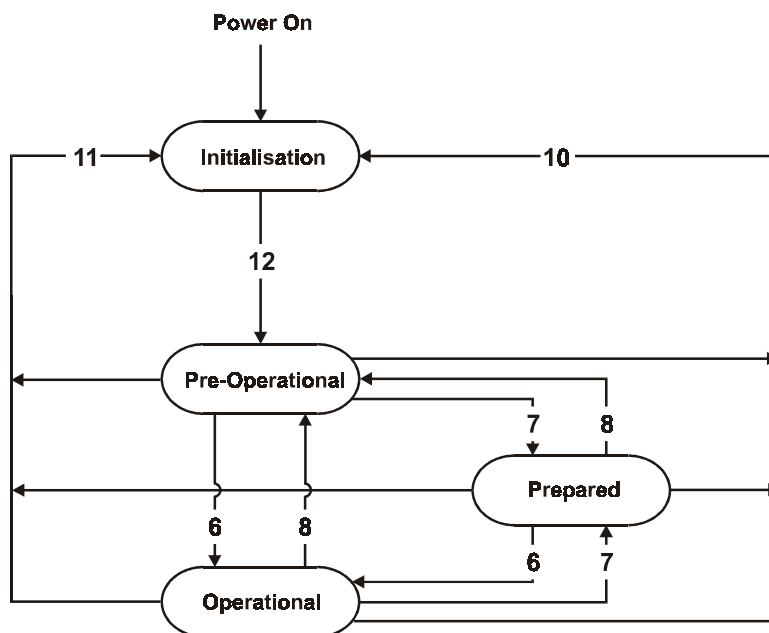 Power On
11
Initialisation
10
12
Pre-Operational
7
8
Prepared
6
8
6
7
Operational